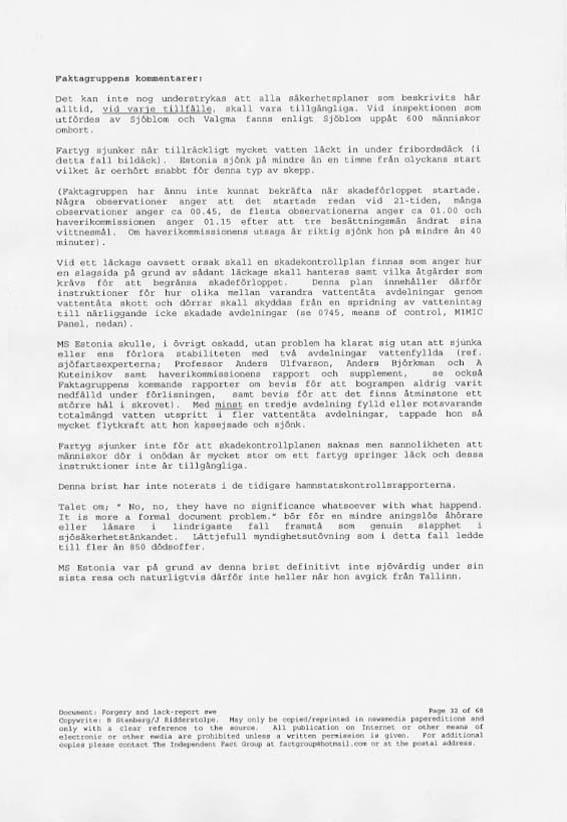 Faktagruppens kommentarer:
Det kan inte nog understrykas att alla säkerhetsplaner som beskrivits här
alltid, vid varje tillfälle, skall vara tillgängliga. Vid inspektionen som
utfördes av Sjöblom och Valgma fanns enligt Sjöblom uppåt 600 människor
ombort.
Fartyg sjunker när tillräckligt mycket vatten läckt in under fribordsdäck (i
detta fall bildäck). Estonia sjönk på mindre än en timme från olyckans start
vilket är oerhört snabbt för denna typ av skepp.
(Faktagruppen har ännu inte kunnat bekräfta när skadeförloppet startade.
Några observationer anger att det startade redan vid 21-tiden, många
observationer anger ca 00.45, de flesta observationerna anger ca 01.00 och
haverikommissionen anger 01.15 efter att tre besättningsmän ändrat sina
vittnesmål. Om haverikommissionens utsaga är riktig sjönk hon på mindre än 40
minuter).
Vid ett läckage oavsett orsak skall en skadekontrollplan finnas som anger hur
en slagsida på grund av sådant läckage skall hanteras samt vilka åtgärder som
krävs för att begränsa skadeförloppet. Denna plan innehåller därför
instruktioner för hur olika mellan varandra vattentäta avdelningar genom
vattentäta skott och dörrar skall skyddas från en spridning av vattenintag
till närliggande icke skadade avdelningar (se 0745, means of control, MIMIC
Panel, nedan).
MS Estonia skulle, i övrigt oskadd, utan problem ha klarat sig utan att sjunka
eller ens förlora stabiliteten med två avdelningar vattenfyllda (ref.
sjöfartsexperterna; Professor Anders Ulfvarson, Anders Björkman och A
Kuteinikov samt haverikommissionens rapport och supplement, se också
Faktagruppens kommande rapporter om bevis för att bogrampen aldrig varit
nedfälld under förlisningen, samt bevis för att det finns åtminstone ett
större hål i skrovet). Med minst en tredje avdelning fylld eller motsvarande
totalmängd vatten utspritt i fler vattentäta avdelningar, tappade hon så
mycket flytkraft att hon kapsejsade och sjönk.
Fartyg sjunker inte för att skadekontrollplanen saknas men sannolikheten att
människor dör i onödan är mycket stor om ett fartyg springer läck och dessa
instruktioner inte är tillgängliga.
Denna brist har inte noterats i de tidigare hamnstatskontrollsrapporterna.
Talet om; " No, no, they have no significance whatsoever with what happend.
It is more a formal document problem." bör för en mindre aningslös åhörare
eller läsare i lindrigaste fall framstå som genuin slapphet i
sjösäkerhetstänkandet. Lättjefull myndighetsutövning som i detta fall ledde
till fler än 850 dödsoffer.
MS Estonia var på grund av denna brist definitivt inte sjövärdig under sin
sista resa och naturligtvis därför inte heller när hon avgick från Tallinn.
Document: Forgery and lack-report swe Page 32 of 68
Copywrite: B Stenberg/J Ridderstolpe. May only be copied/reprinted in newsmedia papereditions and
only with a clear reference to the source. All publication on Internet or other means of
electronic or other media are prohibited unless a written permission is given. For additional
copies please contact The Independent Fact Group at factgroup@hotmail.com or at the postal address.